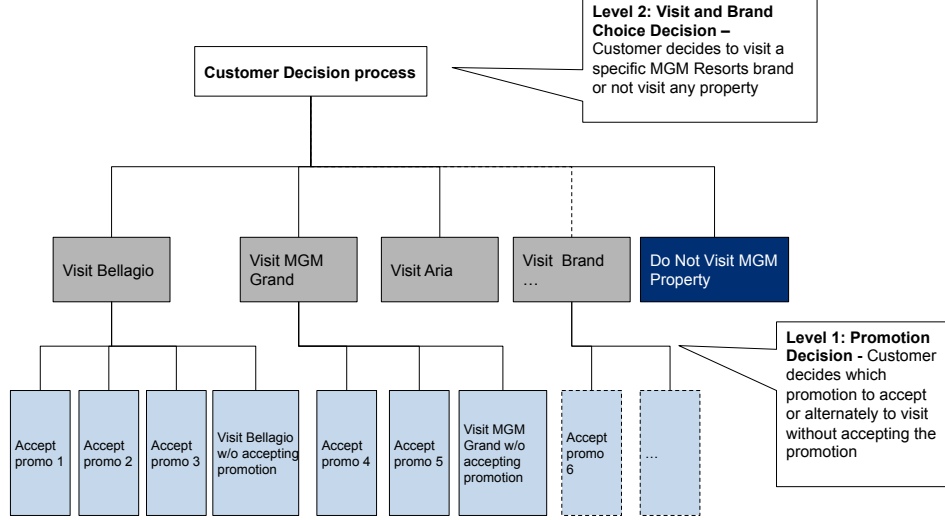 Level 2: Visit and Brand
Choice Decision –
Customer decides to visit a
specific MGM Resorts brand
or not visit any property
Customer Decision process
Visit Bellagio
Visit MGM
Grand
Visit Aria
Visit  Brand
…
Do Not Visit MGM
Property
Level 1: Promotion
Decision - Customer
decides which
promotion to accept
or alternately to visit
without accepting the
promotion
Accept
promo 1
Accept
promo 2
Accept
promo 3
Visit Bellagio
w/o accepting
promotion
Accept
promo 4
Accept
promo 5
Visit MGM
Grand w/o
accepting
promotion
Accept
promo
6
…